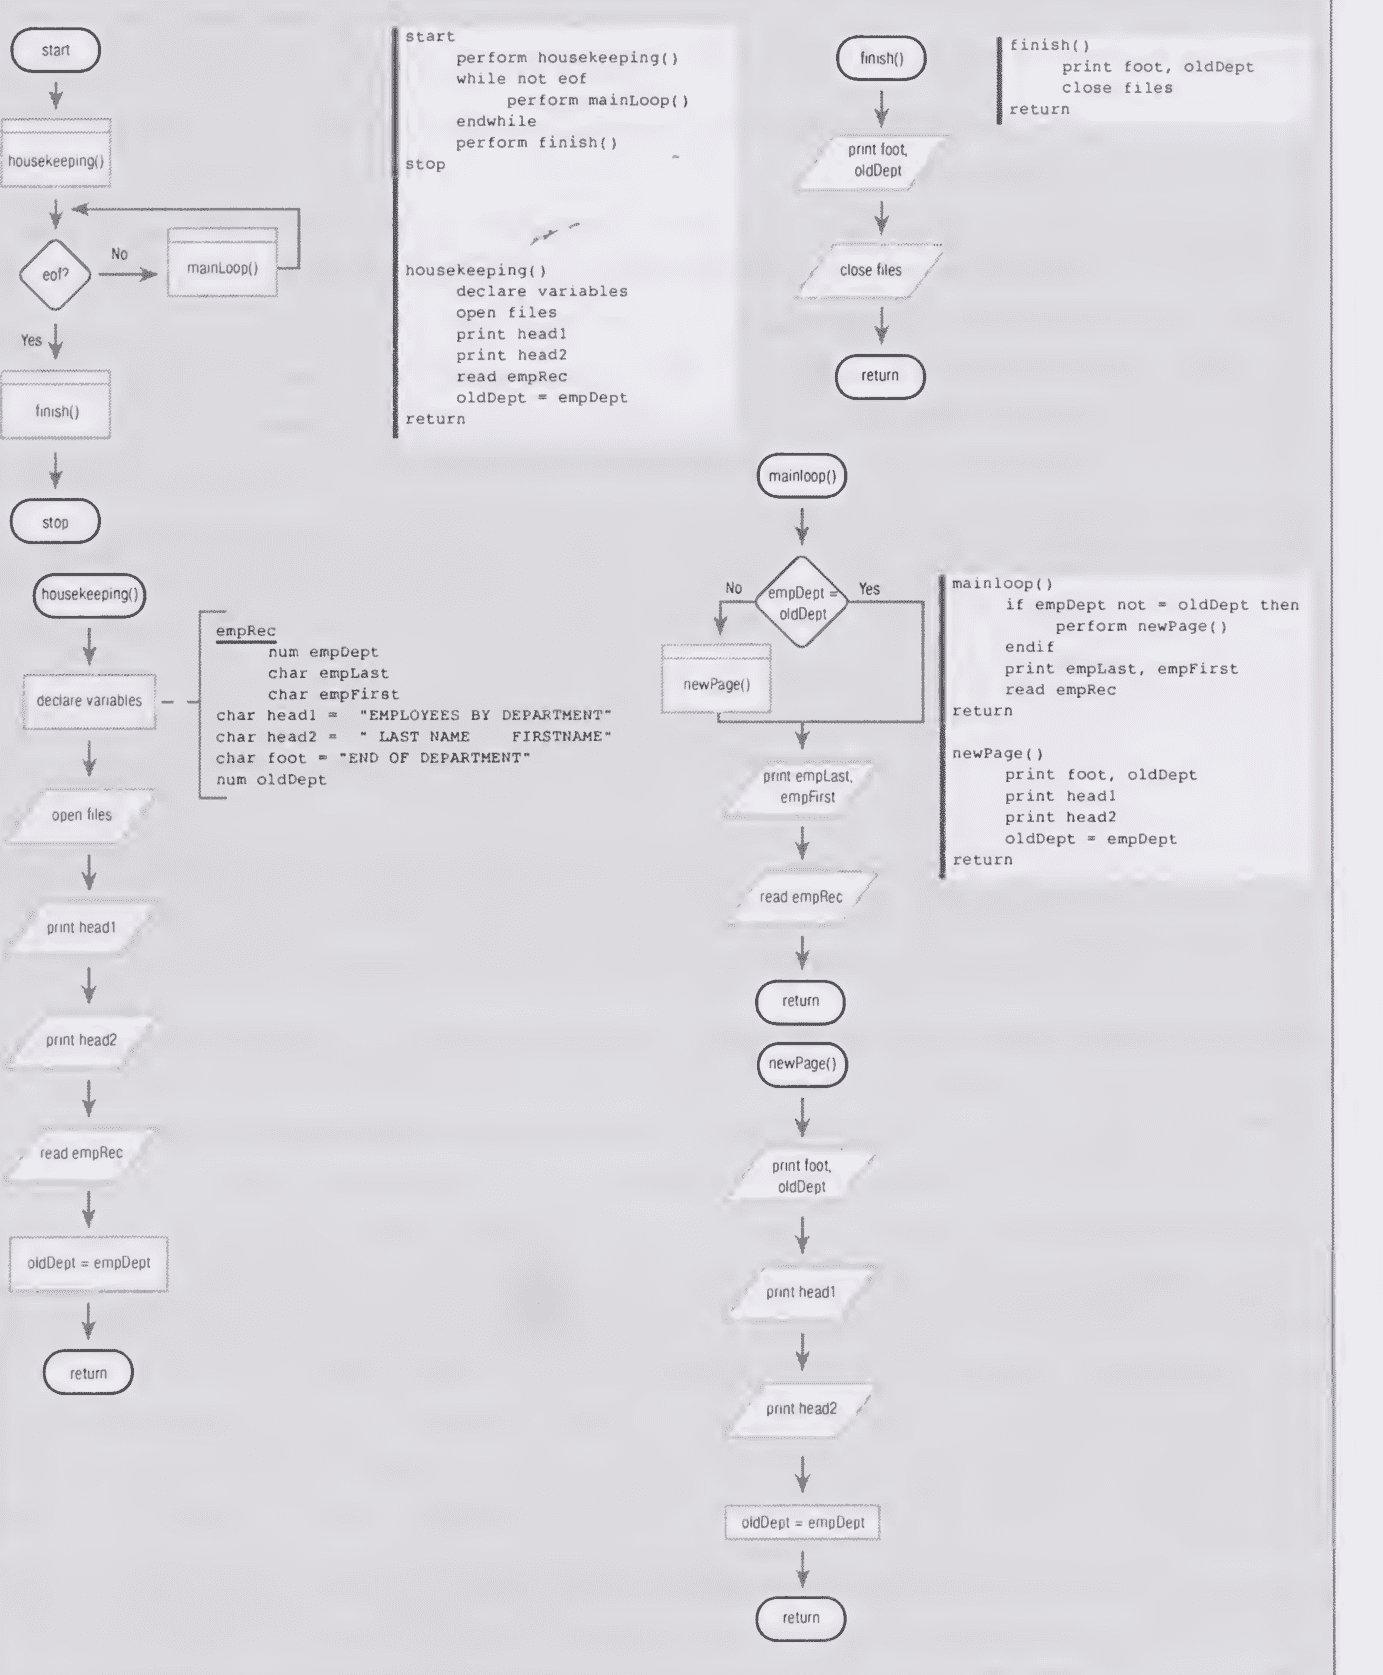 start
housekeeping()
eof?
No
mainLoop()
Yes
finish()
stop
start
perform housekeeping()
while not eof
perform mainLoop()
endwhile
perform finish()
stop
housekeeping()
declare variables
open files
print head1
print head2
read empRec
oldDept = empDept
return
finish()
print foot,
oldDept
close files
return
finish()
print foot, oldDept
close files
return
housekeeping()
declare variables
empRec
num empDept
char empLast
char empFirst
char head1 = "EMPLOYEES BY DEPARTMENT"
char head2 = " LAST NAME FIRSTNAME"
char foot = "END OF DEPARTMENT"
num oldDept
open files
print head1
print head2
read empRec
oldDept = empDept
return
mainloop()
No
empDept =
oldDept
Yes
newPage()
print empLast,
empFirst
read empRec
return
mainloop()
if empDept not = oldDept then
perform newPage()
endif
print empLast, empFirst
read empRec
return
newPage()
print foot, oldDept
print head1
print head2
oldDept = empDept
return
newPage()
print foot,
oldDept
print head1
print head2
oldDept = empDept
return